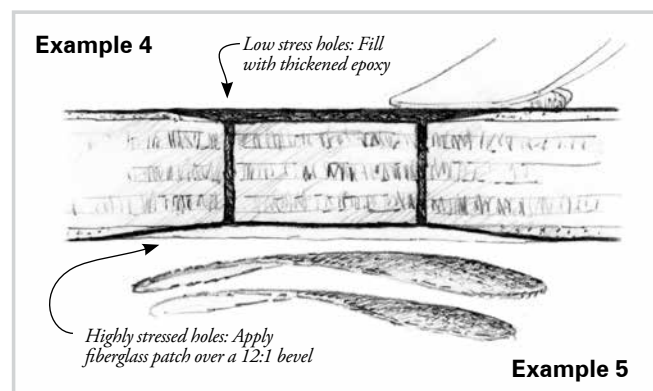 Example 4
Low stress holes: Fill
with thickened epoxy
Highly stressed holes: Apply
fiberglass patch over a 12:1 bevel
Example 5